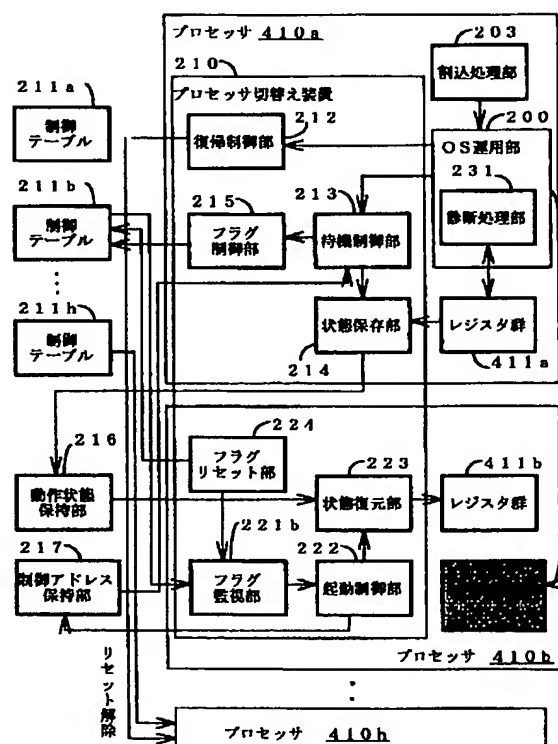 プロセッサ 410a
203
割込処理部
210
プロセッサ切替え装置
211a
制御
テーブル
212
復帰制御部
200
OS運用部
231
診断処理部
211b
制御
テーブル
215
フラグ
制御部
213
待機制御部
211h
制御
テーブル
状態保存部
214
レジスタ群
411a
224
フラグ
リセット部
216
動作状態
保持部
223
状態復元部
411b
レジスタ群
221b
フラグ
監視部
222
起動制御部
217
制御アドレス
保持部
プロセッサ 410b
リセット解除
プロセッサ 410h